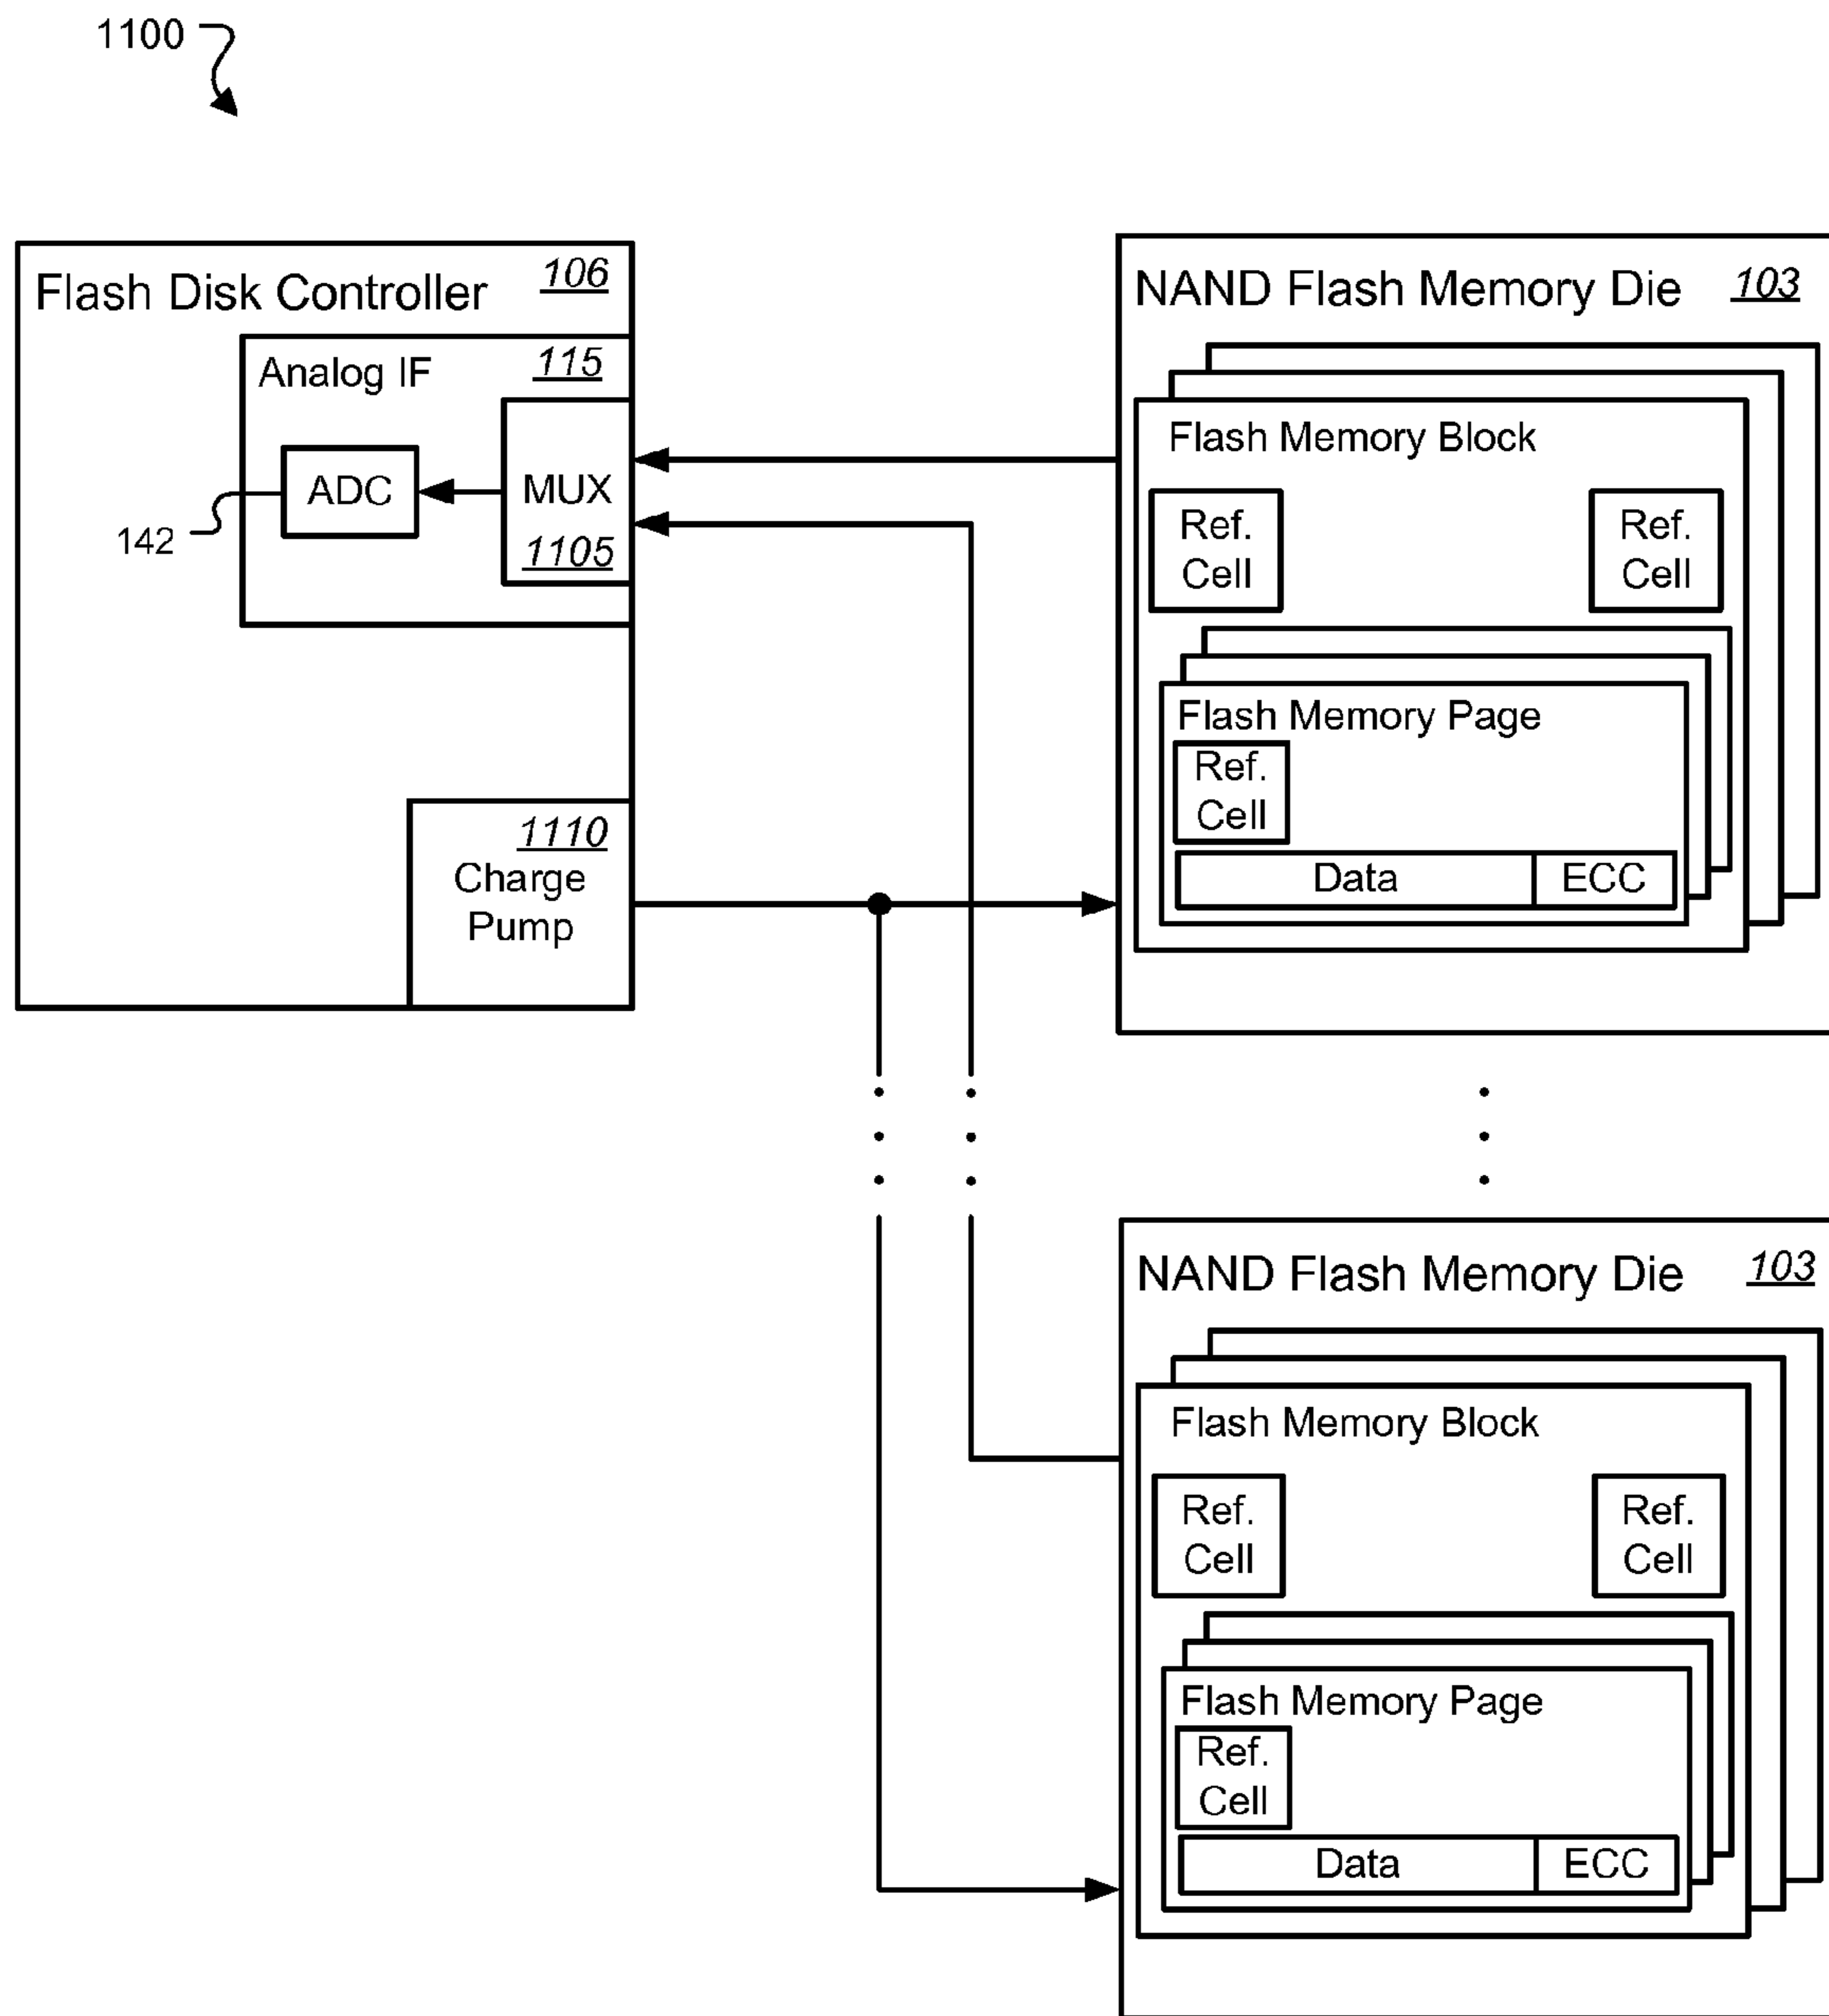 1100
Flash Disk Controller 106
Analog IF 115
ADC
MUX
1105
142
1110
Charge
Pump
NAND Flash Memory Die 103
Flash Memory Block
Ref.
Cell
Ref.
Cell
Flash Memory Page
Ref.
Cell
Data ECC
NAND Flash Memory Die 103
Flash Memory Block
Ref.
Cell
Ref.
Cell
Flash Memory Page
Ref.
Cell
Data ECC